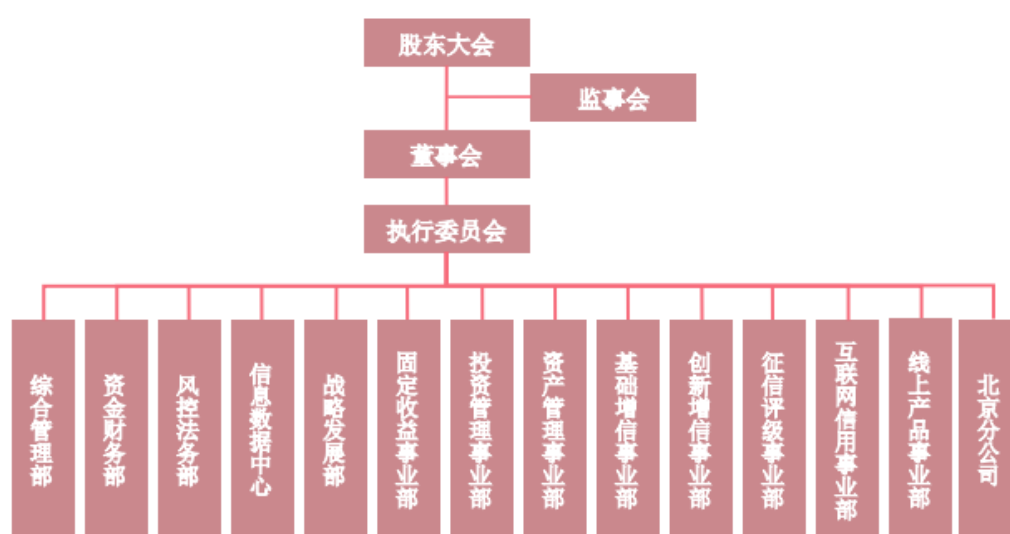 股东大会
监事会
董事会
执行委员会
综合管理部
资金财务部
风控法务部
信息数据中心
战略发展部
固定收益事业部
投资管理事业部
资产管理事业部
基础增信事业部
创新增信事业部
征信评级事业部
互联网信用事业部
线上产品事业部
北京分公司